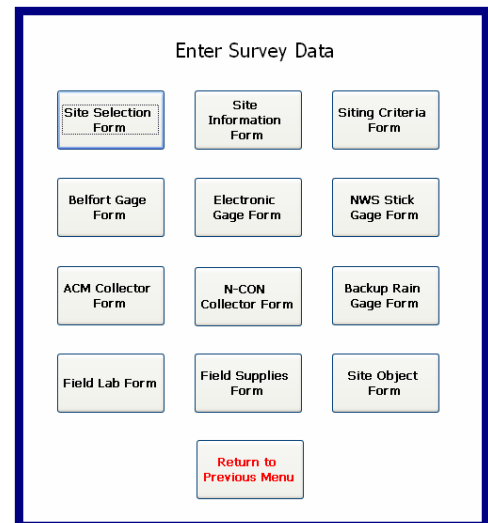 Enter Survey Data
Site Selection
Form
Site
Information
Form
Siting Criteria
Form
Belfort Gage
Form
Electronic
Gage Form
NWS Stick
Gage Form
ACM Collector
Form
N-CON
Collector Form
Backup Rain
Gage Form
Field Lab Form
Field Supplies
Form
Site Object
Form
Return to
Previous Menu